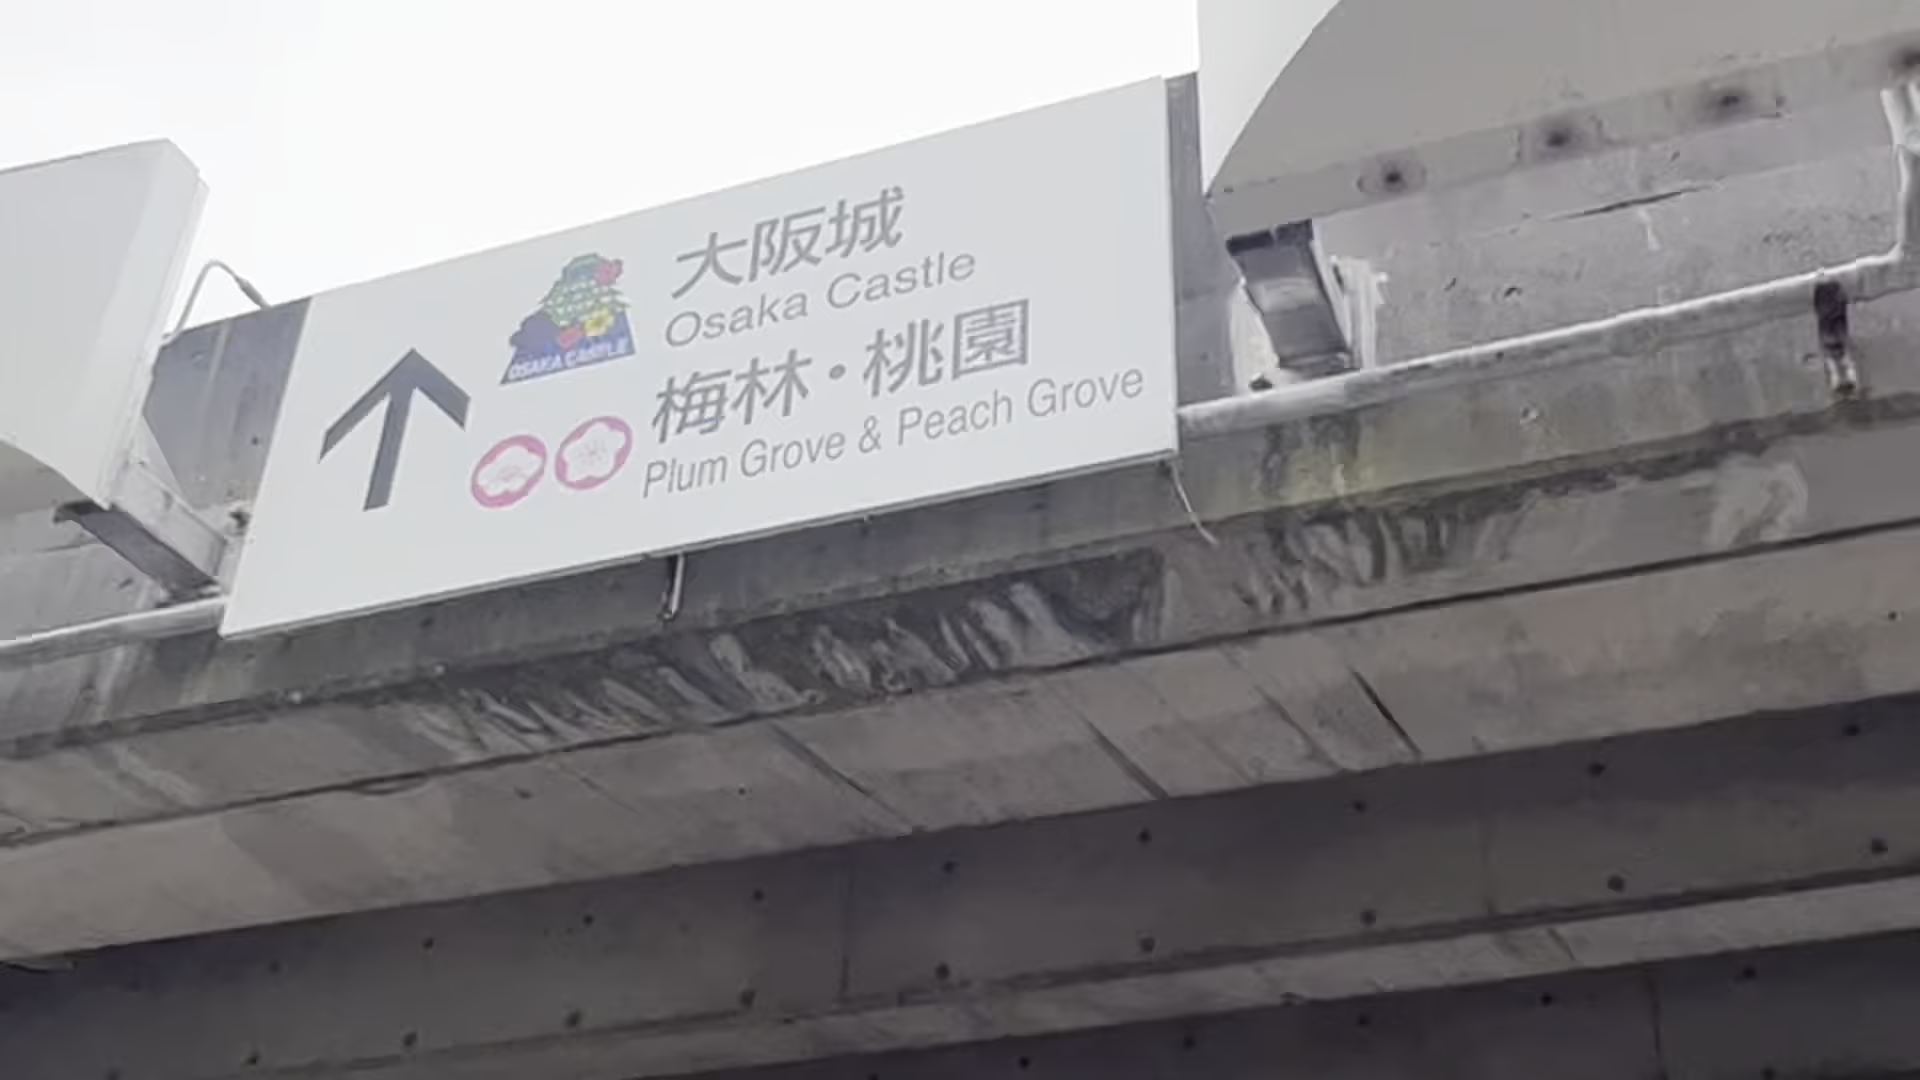 大阪城
Osaka Castle
OSAKA CASTLE
梅林・桃園
Plum Grove & Peach Grove